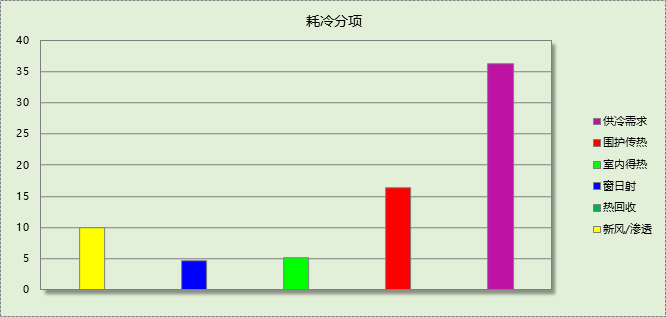 耗冷分项
40
35
30
25
20
15
10
5
0
供冷需求
围护传热
室内得热
窗日射
热回收
新风/渗透